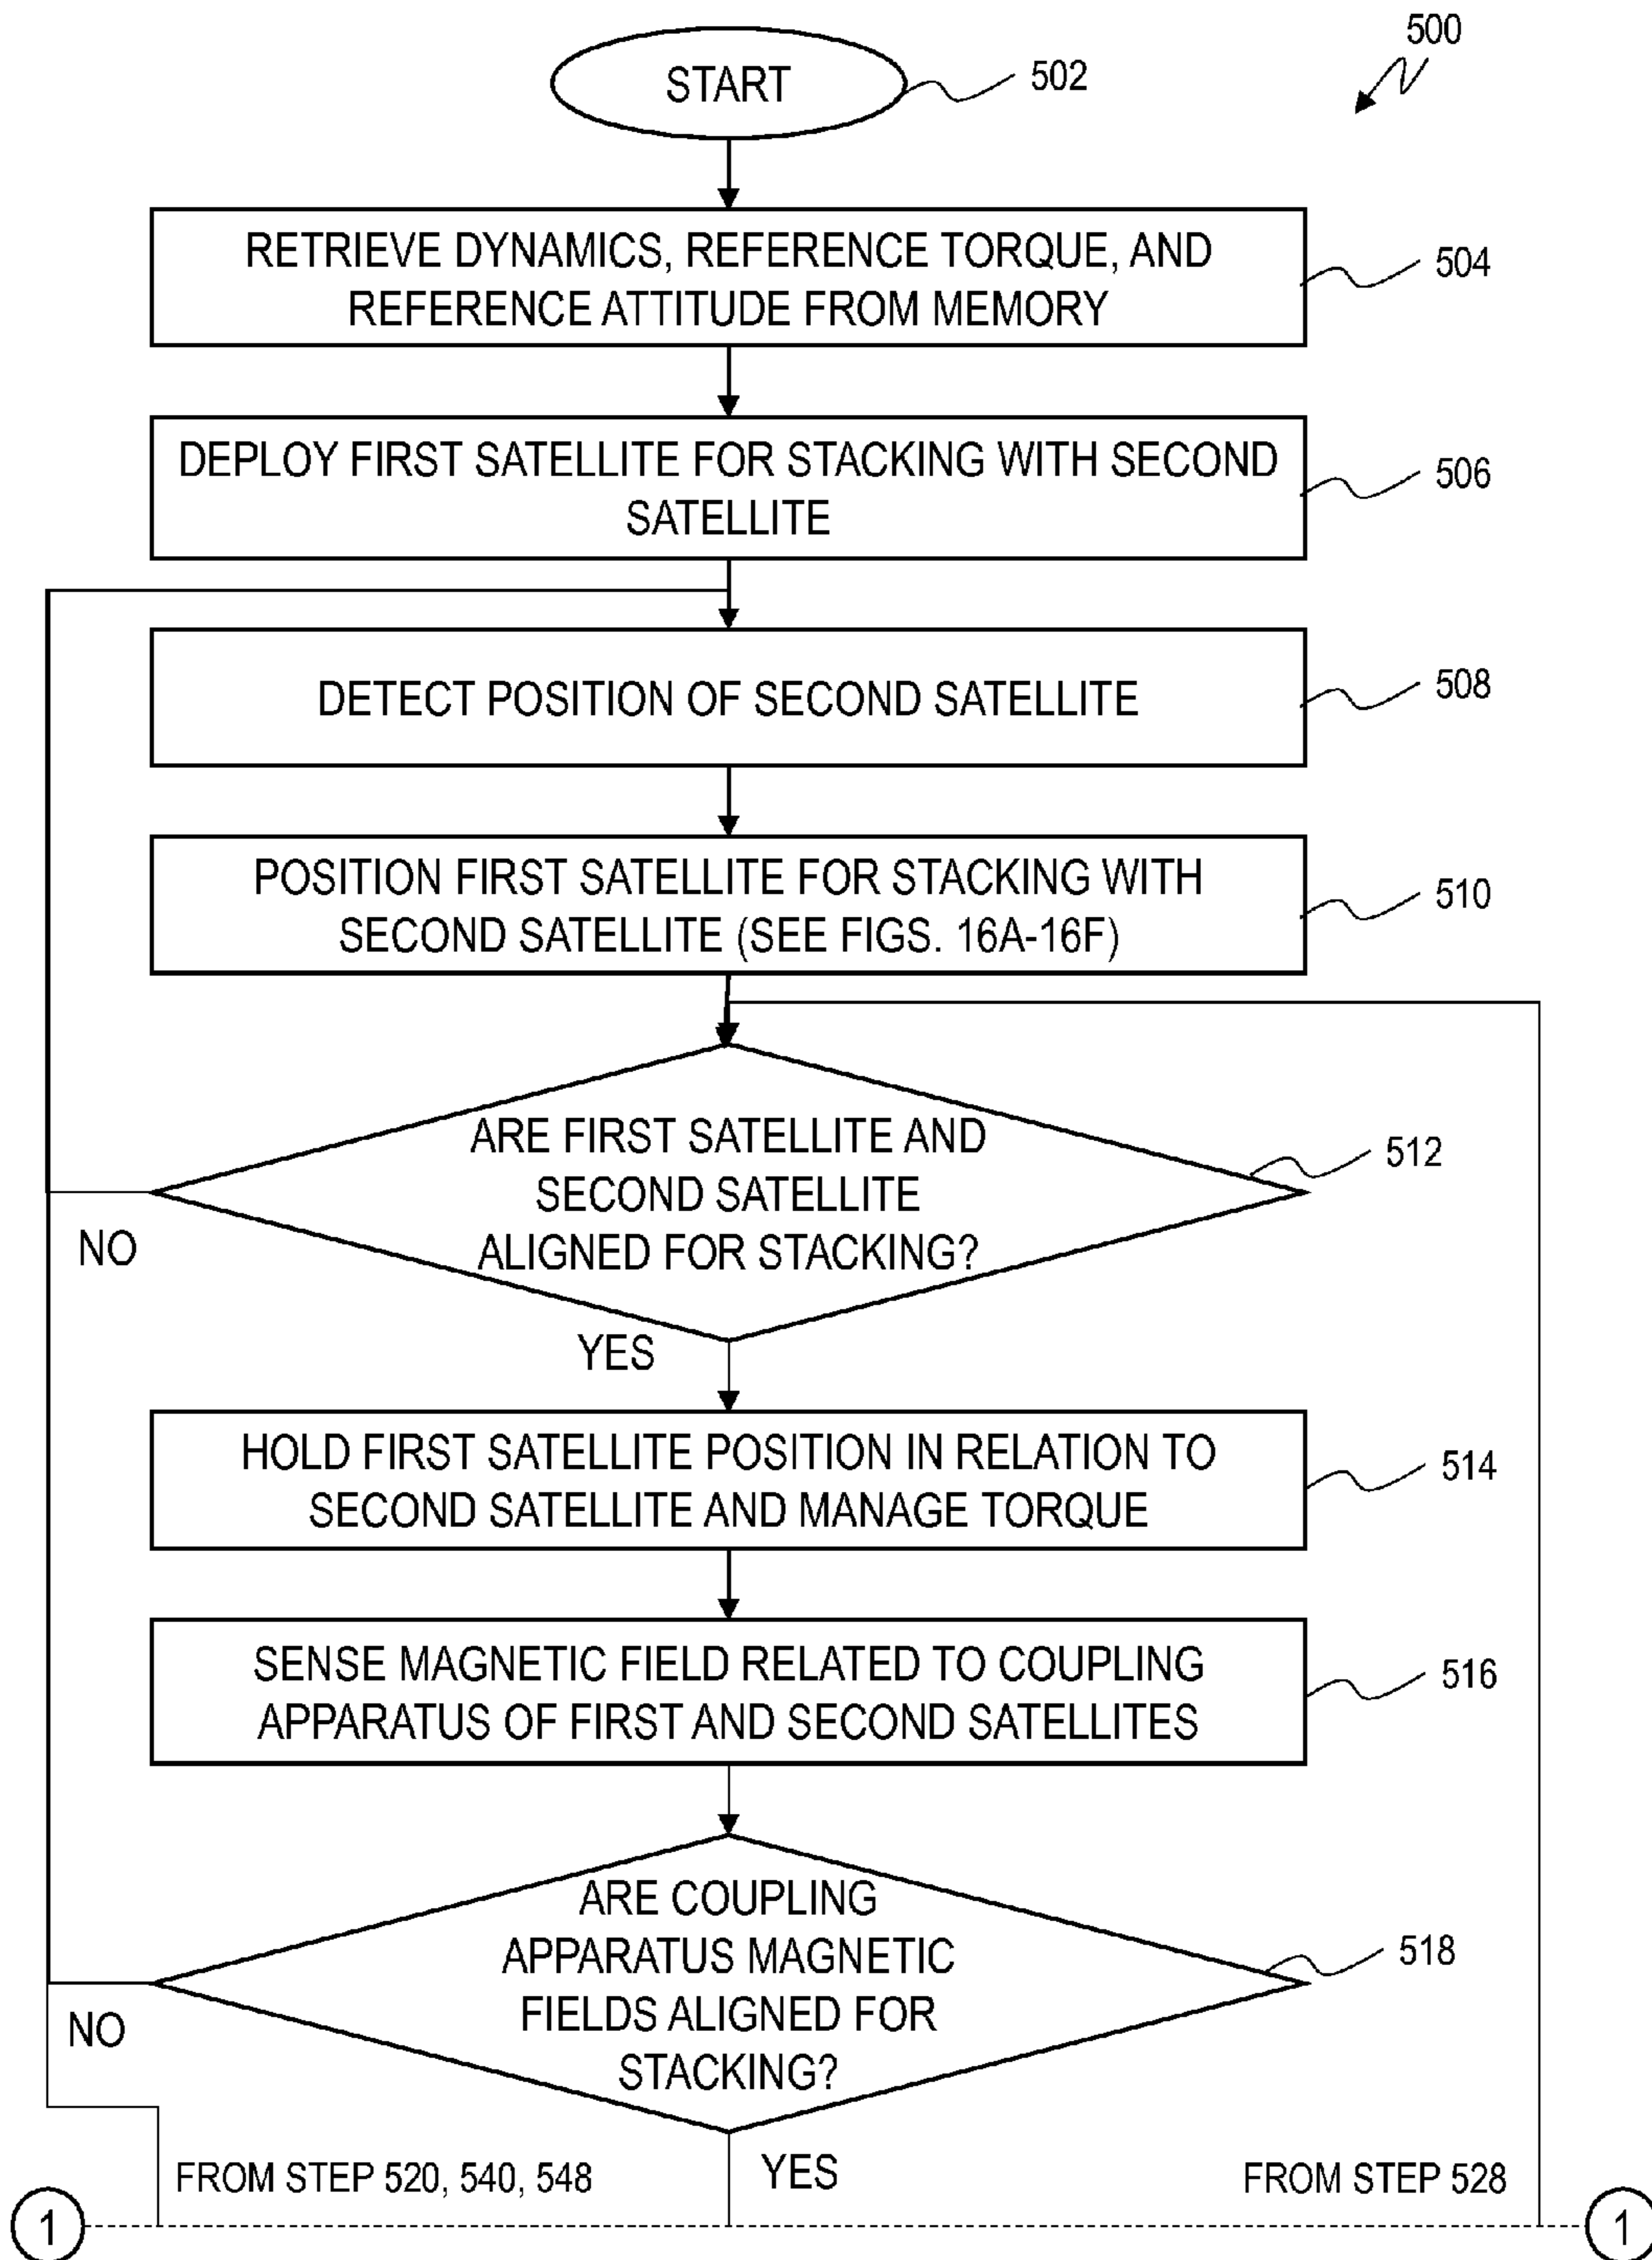 500
START
502
RETRIEVE DYNAMICS, REFERENCE TORQUE, AND
REFERENCE ATTITUDE FROM MEMORY
504
DEPLOY FIRST SATELLITE FOR STACKING WITH SECOND
SATELLITE
506
DETECT POSITION OF SECOND SATELLITE
508
POSITION FIRST SATELLITE FOR STACKING WITH
SECOND SATELLITE (SEE FIGS. 16A-16F)
510
ARE FIRST SATELLITE AND
SECOND SATELLITE
ALIGNED FOR STACKING?
512
NO
YES
HOLD FIRST SATELLITE POSITION IN RELATION TO
SECOND SATELLITE AND MANAGE TORQUE
514
SENSE MAGNETIC FIELD RELATED TO COUPLING
APPARATUS OF FIRST AND SECOND SATELLITES
516
ARE COUPLING
APPARATUS MAGNETIC
FIELDS ALIGNED FOR
STACKING?
518
NO
YES
FROM STEP 520, 540, 548
FROM STEP 528
1
1